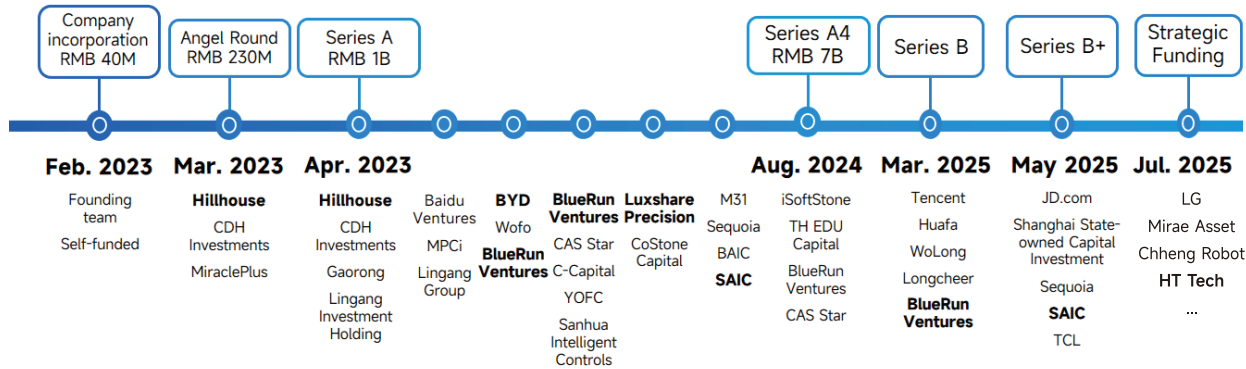 Company
incorporation
RMB 40M
Angel Round
RMB 230M
Series A
RMB 1B
Series A4
RMB 7B
Series B
Series B+
Strategic
Funding
Feb. 2023
Founding
team
Self-funded
Mar. 2023
Hillhouse
CDH
Investments
MiraclePlus
Apr. 2023
Hillhouse
CDH
Investments
Gaorong
Lingang
Investment
Holding
Baidu
Ventures
MPCi
Lingang
Group
BYD
Wofo
BlueRun
Ventures
BlueRun
Ventures
CAS Star
C-Capital
YOFC
Sanhua
Intelligent
Controls
Luxshare
Precision
CoStone
Capital
M31
Sequoia
BAIC
SAIC
Aug. 2024
iSoftStone
TH EDU
Capital
BlueRun
Ventures
CAS Star
Mar. 2025
Tencent
Huafa
WoLong
Longcheer
BlueRun
Ventures
May 2025
JD.com
Shanghai State-
owned Capital
Investment
Sequoia
SAIC
TCL
Jul. 2025
LG
Mirae Asset
Chheng Robot
HT Tech
...